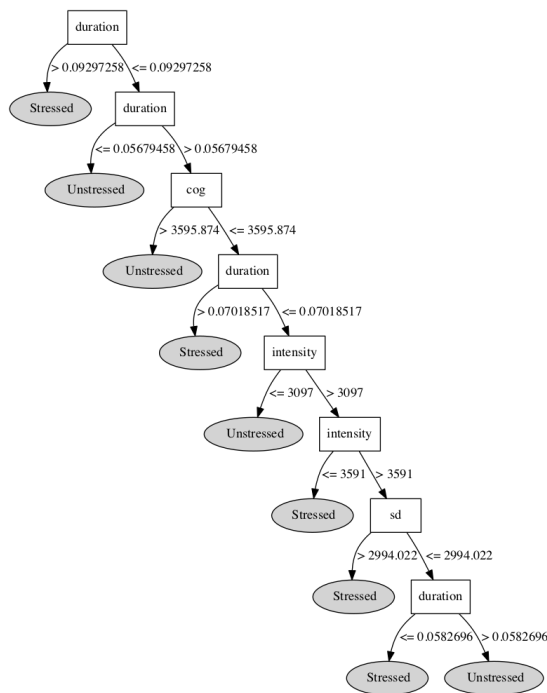 duration
> 0.09297258 <= 0.09297258
Stressed
duration
<= 0.05679458 > 0.05679458
Unstressed
cog
> 3595.874 <= 3595.874
Unstressed
duration
> 0.07018517 <= 0.07018517
Stressed
intensity
<= 3097 > 3097
Unstressed
intensity
<= 3591 > 3591
Stressed
sd
> 2994.022 <= 2994.022
Stressed
duration
<= 0.0582696 > 0.0582696
Stressed Unstressed